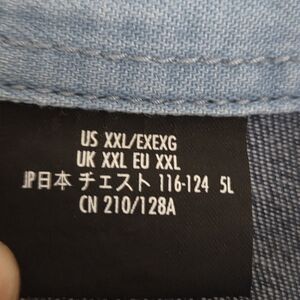 US XXL/EXEXG
UK XXL EU XXL
JP日本 チェスト 116-124 5L
CN 210/128A